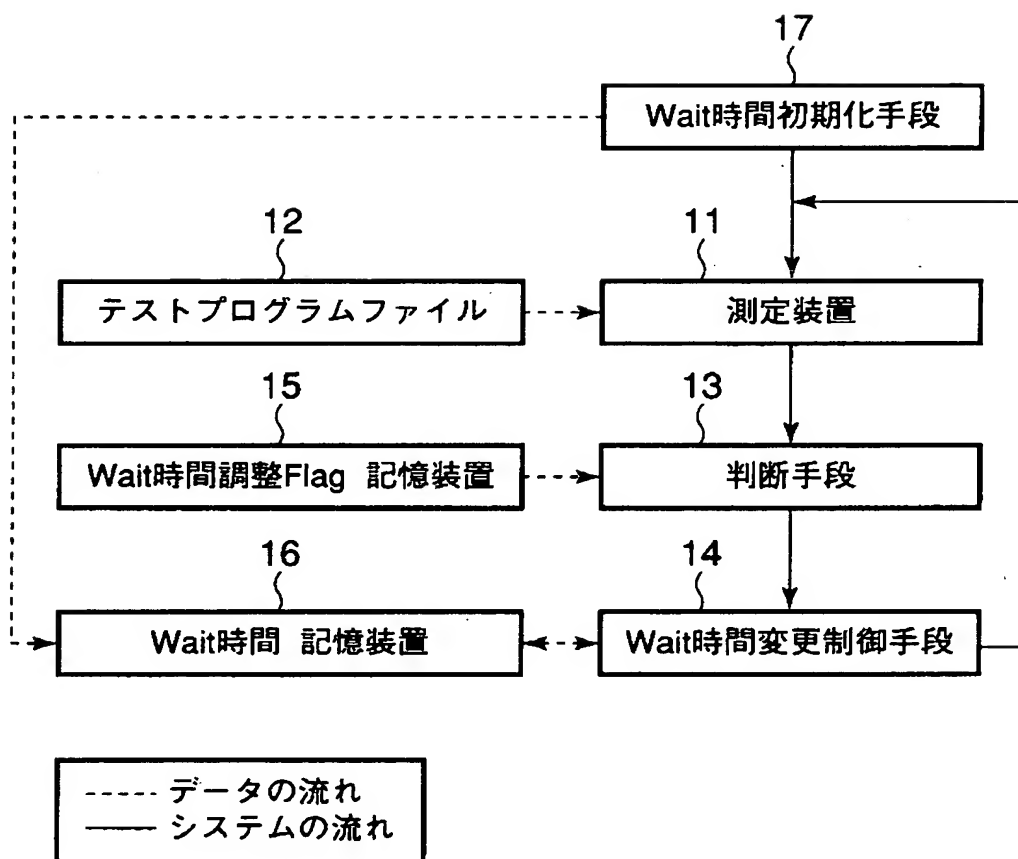 17
Wait時間初期化手段
12
11
テストプログラムファイル
測定装置
15
13
Wait時間調整Flag 記憶装置
判断手段
16
14
Wait時間 記憶装置
Wait時間変更制御手段
データの流れ
システムの流れ